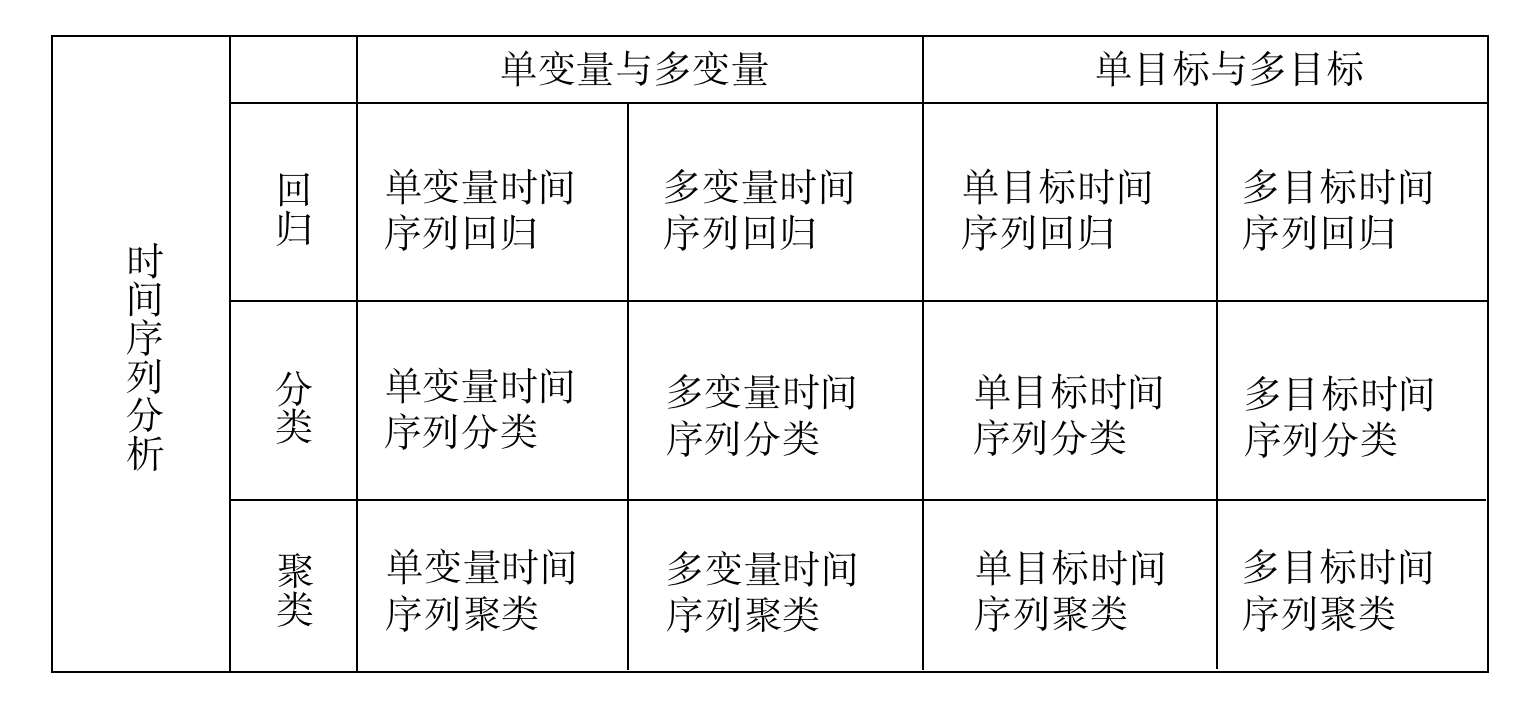 单变量与多变量
单目标与多目标
时间序列分析
回归
单变量时间
序列回归
多变量时间
序列回归
单目标时间
序列回归
多目标时间
序列回归
分类
单变量时间
序列分类
多变量时间
序列分类
单目标时间
序列分类
多目标时间
序列分类
聚类
单变量时间
序列聚类
多变量时间
序列聚类
单目标时间
序列聚类
多目标时间
序列聚类